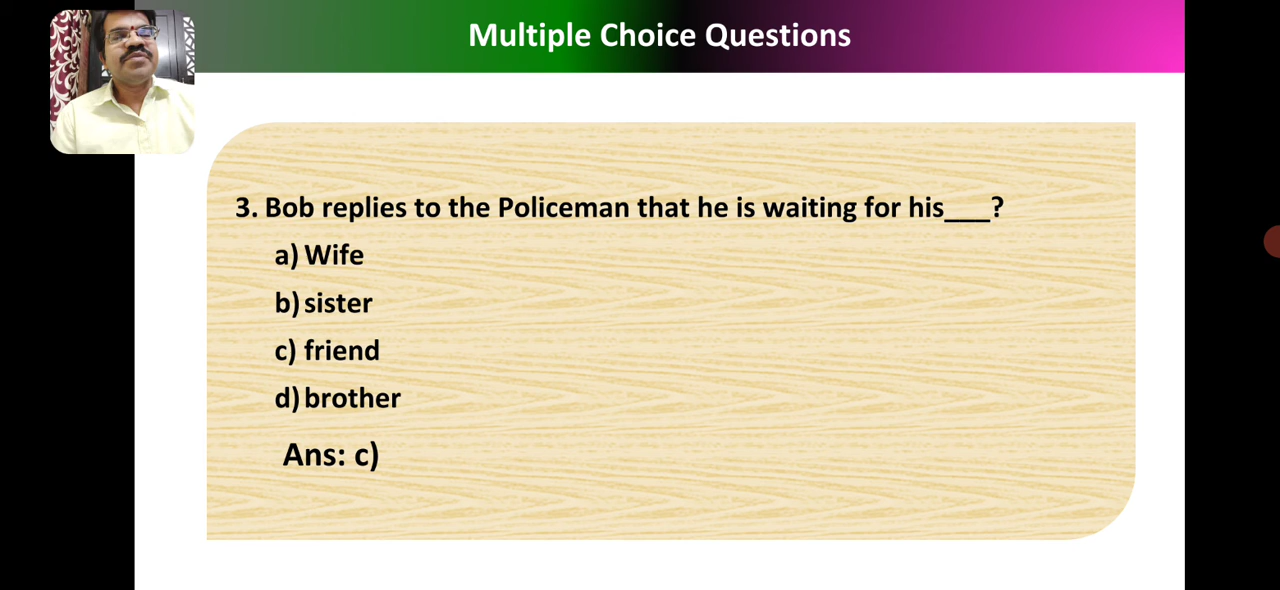 Multiple Choice Questions
3. Bob replies to the Policeman that he is waiting for his___?
a) Wife
b) sister
c) friend
d) brother
Ans: c)